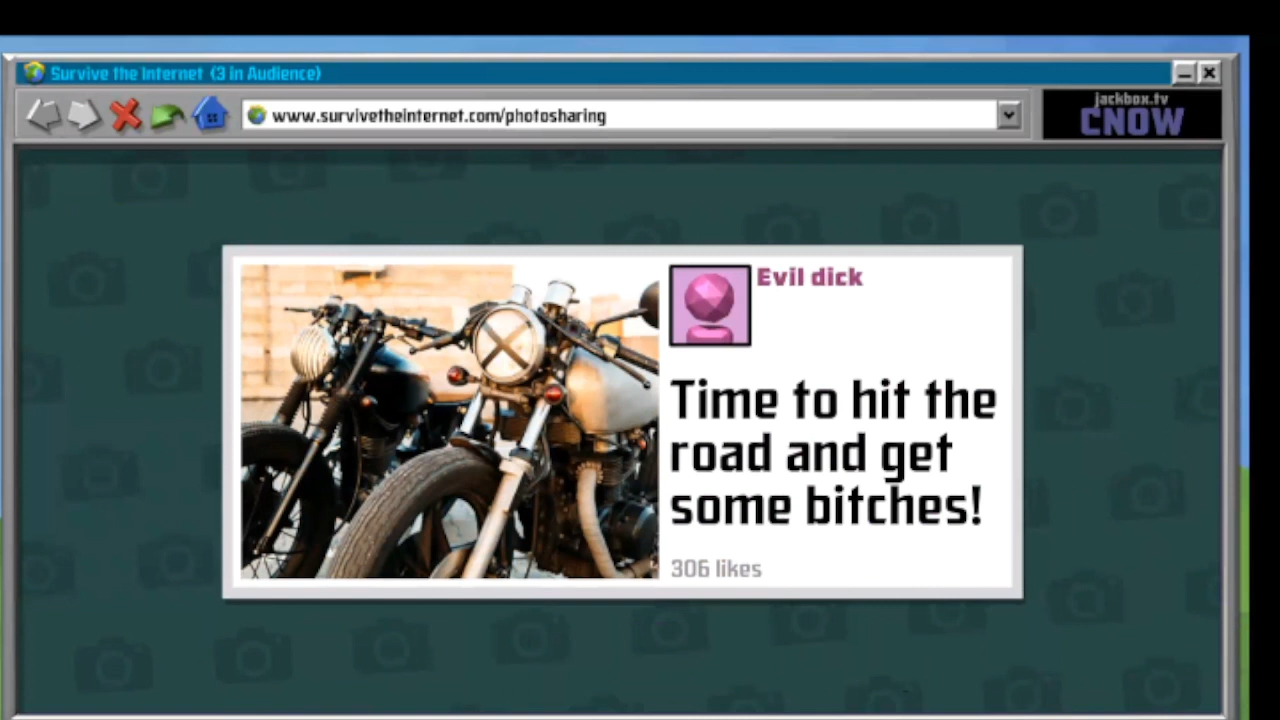 Survive the Internet (3 in Audience)
www.survivetheinternet.com/photosharing
jackbox.tv
CNOW
Evil dick
Time to hit the
road and get
some bitches!
306 likes